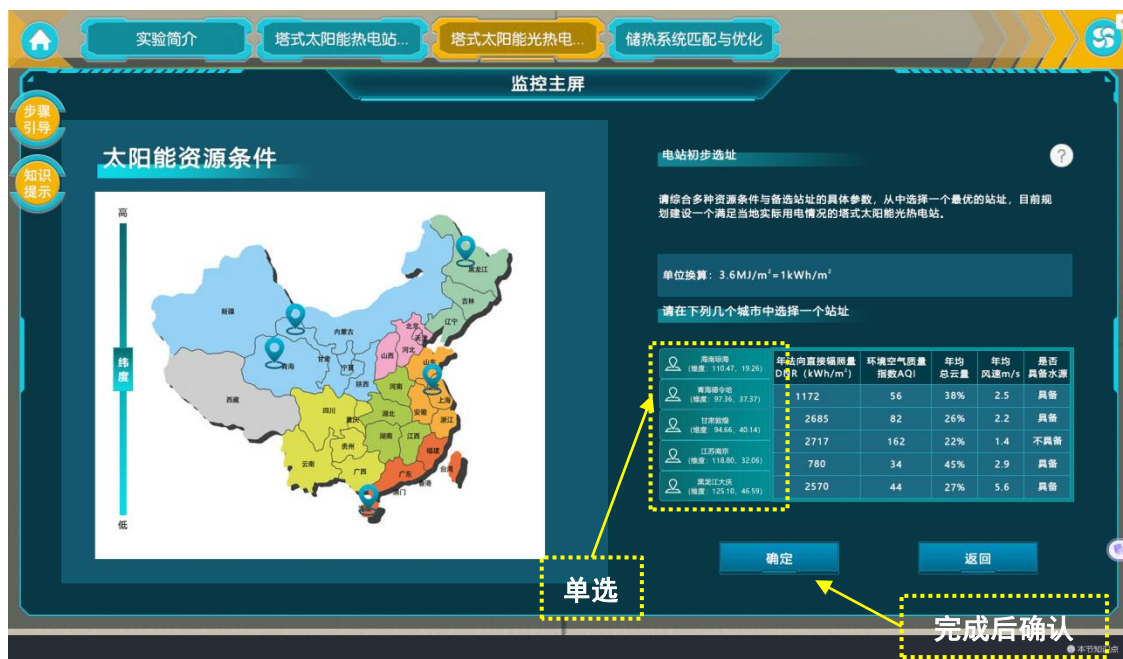 实验简介
塔式太阳能热电站...
塔式太阳能光热电...
储热系统匹配与优化
监控主屏
步骤
引导
知识
提示
太阳能资源条件
高
纬
度
低
黑龙江
吉林
辽宁
新疆
内蒙古
北京
天津
河北
山西
山东
青海
甘肃
宁夏
陕西
河南
西藏
四川
重庆
湖北
安徽
上海
浙江
湖南
江西
贵州
福建
云南
广西
广东
台湾
香港
澳门
电站初步选址
?
请综合多种资源条件与备选站址的具体参数，从中选择一个最优的站址，目前规
划建设一个满足当地实际用电情况的塔式太阳能光热电站。
单位换算：3.6MJ/m²=1kWh/m²
请在下列几个城市中选择一个站址
海南琼海
(维度：110.47，19.26)
青海德令哈
(维度：97.36，37.37)
甘肃敦煌
(维度：94.66，40.14)
江苏南京
(维度：118.80，32.06)
黑龙江大庆
(维度：125.10，46.59)
年法向直接辐照量 环境空气质量 年均 年均 是否
DNR（kWh/m²） 指数AQI 总云量 风速m/s 具备水源
1172 56 38% 2.5 具备
2685 82 26% 2.2 具备
2717 162 22% 1.4 不具备
780 34 45% 2.9 具备
2570 44 27% 5.6 具备
确定
返回
单选
完成后确认